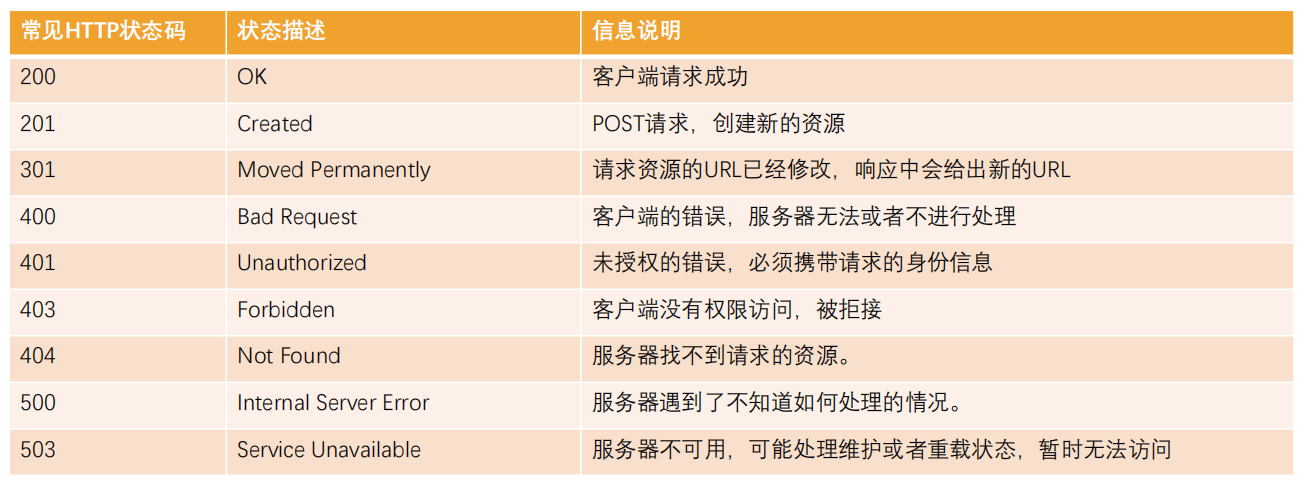 常见HTTP状态码 状态描述 信息说明
200 OK 客户端请求成功
201 Created POST请求，创建新的资源
301 Moved Permanently 请求资源的URL已经修改，响应中会给出新的URL
400 Bad Request 客户端的错误，服务器无法或者不进行处理
401 Unauthorized 未授权的错误，必须携带请求的身份信息
403 Forbidden 客户端没有权限访问，被拒接
404 Not Found 服务器找不到请求的资源。
500 Internal Server Error 服务器遇到了不知道如何处理的情况。
503 Service Unavailable 服务器不可用，可能处理维护或者重载状态，暂时无法访问